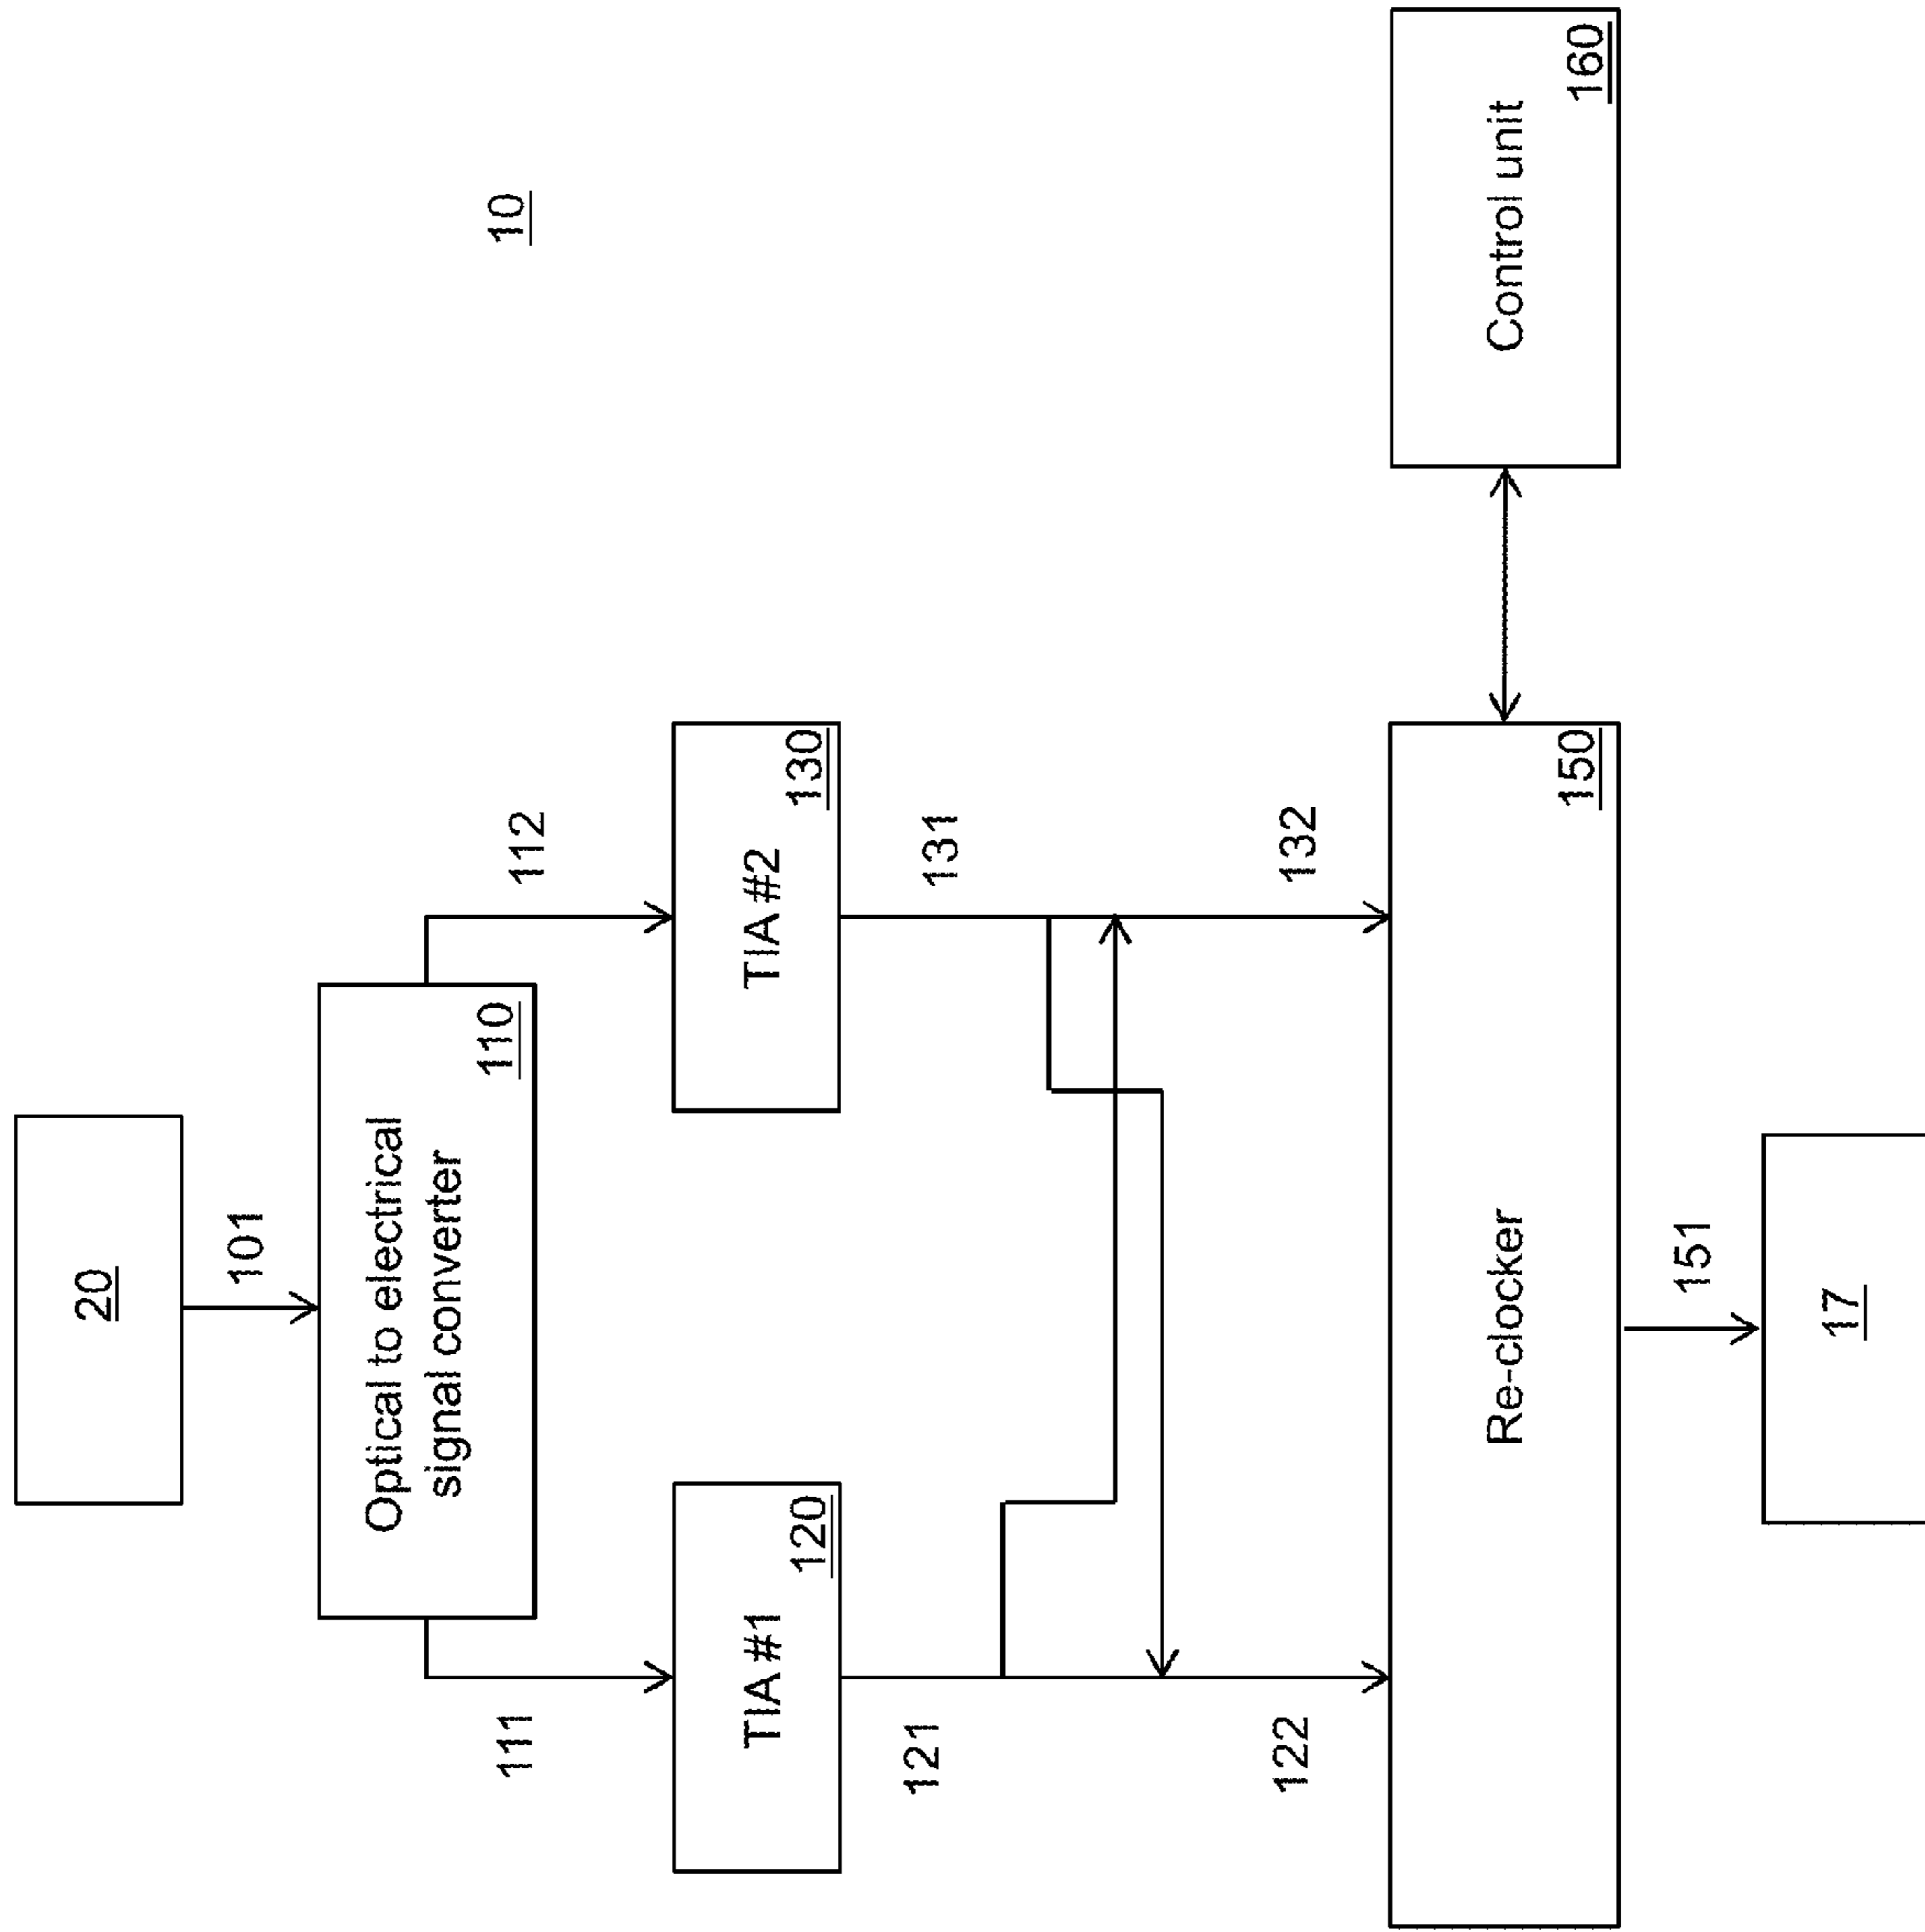 20
101
Optical to electrical
signal converter
110
10
111
112
TIA #1
120
TIA #2
130
121
131
122
132
Re-clocker
150
Control unit
160
151
17